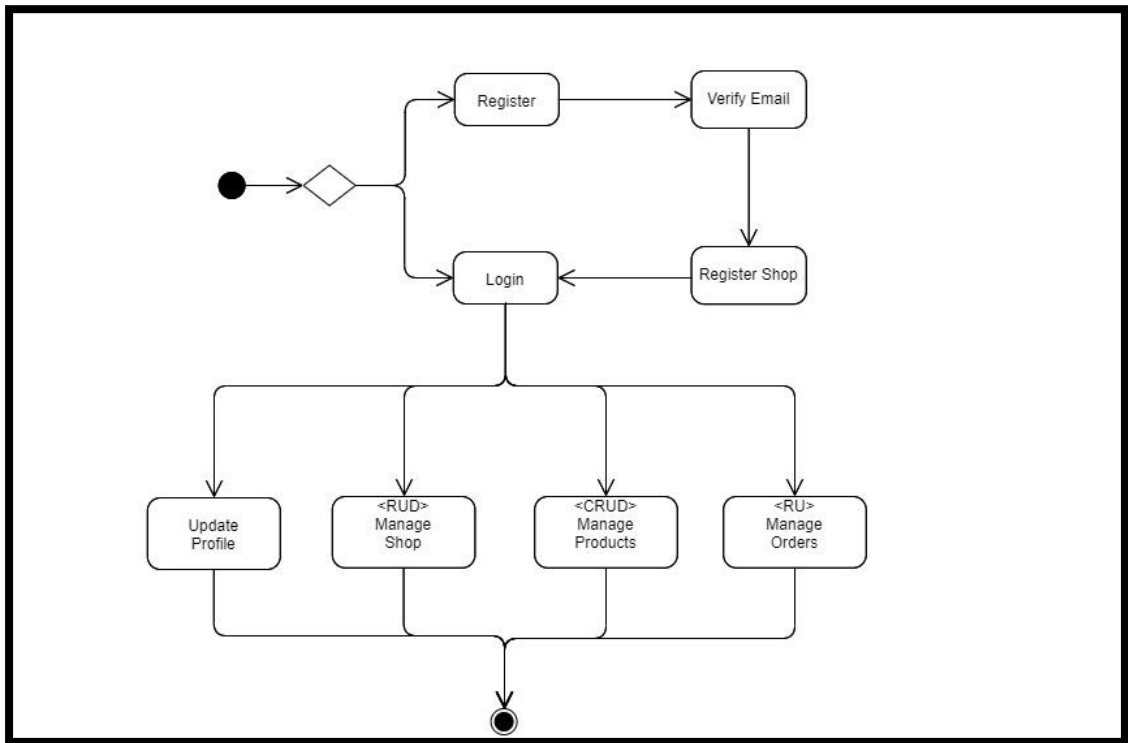 Register
Verify Email
Login
Register Shop
Update
Profile
<RUD>
Manage
Shop
<CRUD>
Manage
Products
<RU>
Manage
Orders